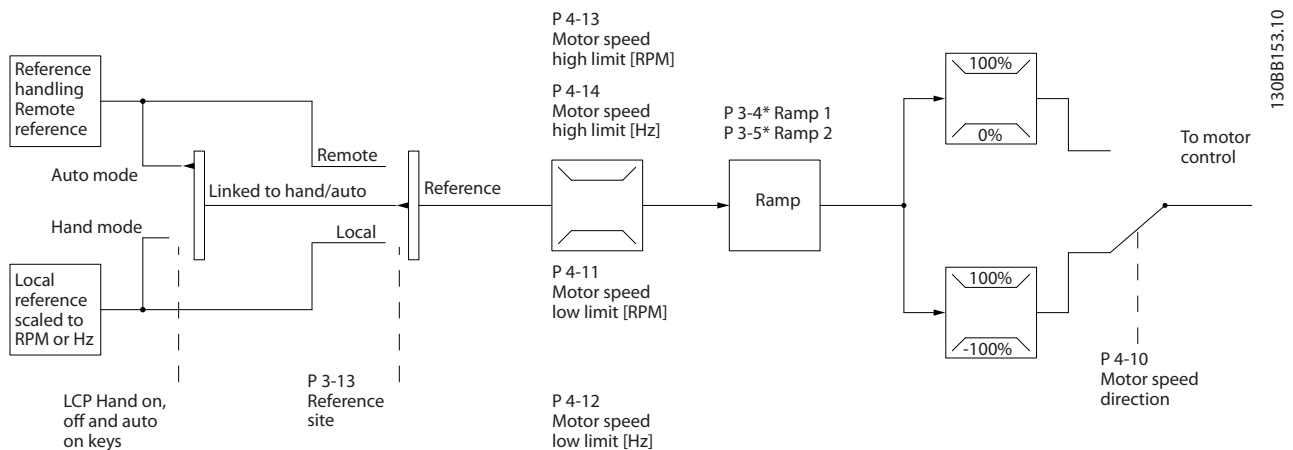 Reference
handling
Remote
reference
Auto mode
Hand mode
Local
reference
scaled to
RPM or Hz
LCP Hand on,
off and auto
on keys
Linked to hand/auto
Remote
Local
P 3-13
Reference
site
Reference
P 4-13
Motor speed
high limit [RPM]
P 4-14
Motor speed
high limit [Hz]
P 4-11
Motor speed
low limit [RPM]
P 4-12
Motor speed
low limit [Hz]
P 3-4* Ramp 1
P 3-5* Ramp 2
Ramp
100%
0%
100%
-100%
To motor
control
P 4-10
Motor speed
direction
130BB153.10